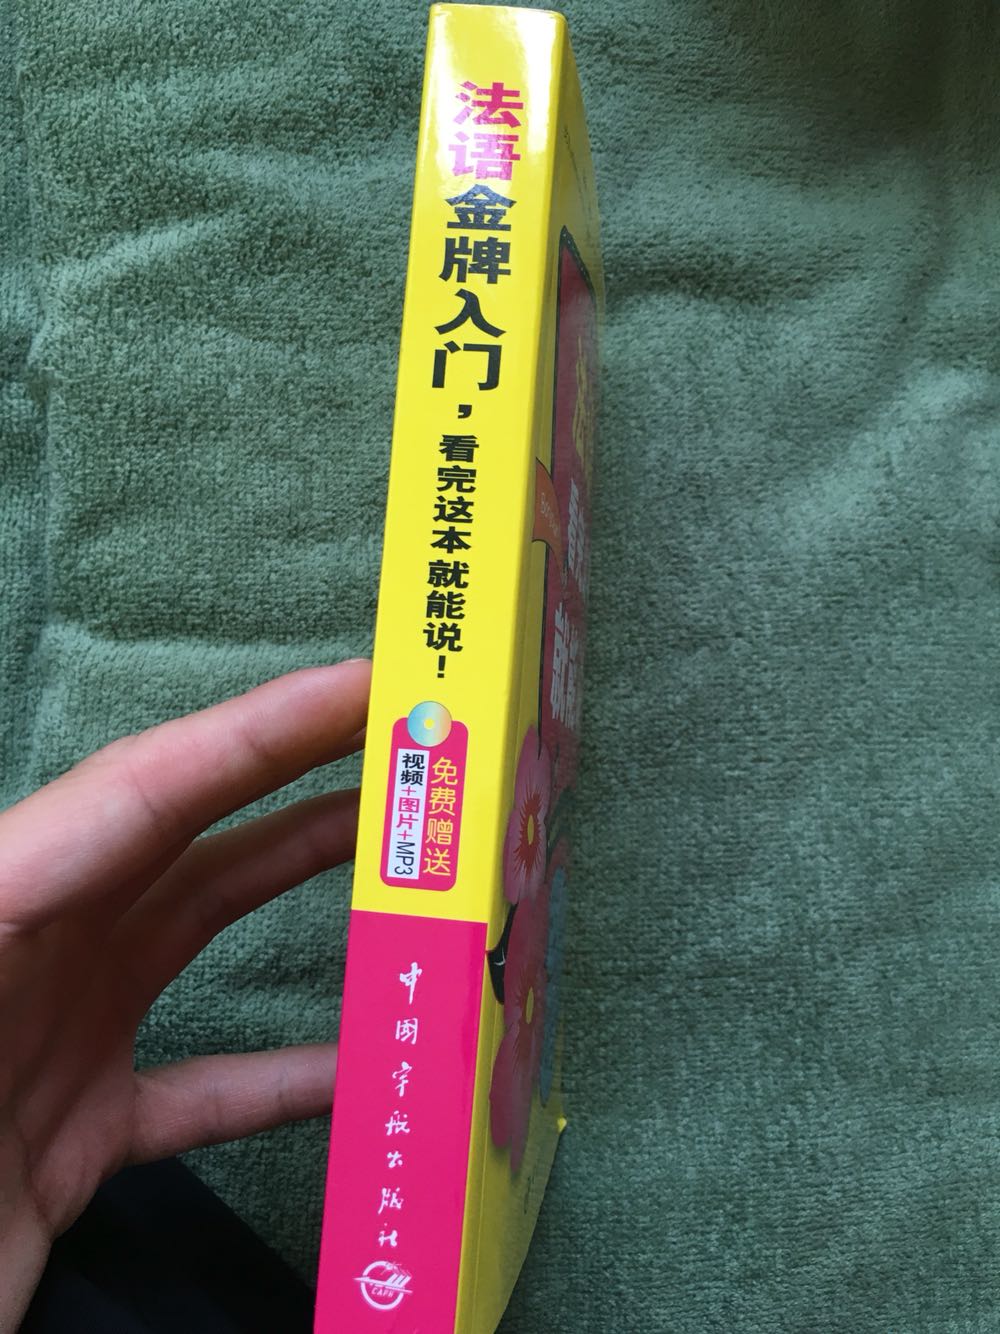 法语金牌入门，看完这本就能说！
免费赠送
视频+图片+MP3
中国宇航出版社
CAPH